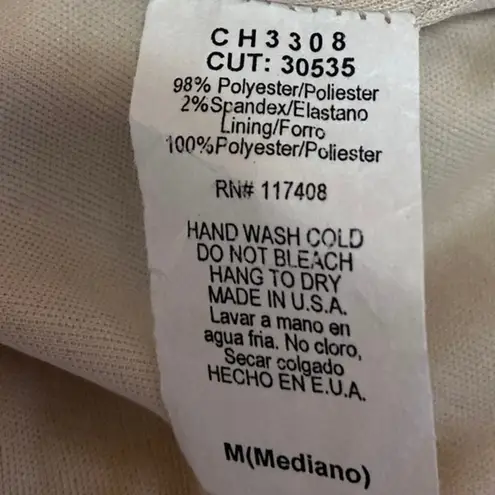 CH3308
CUT: 30535
98% Polyester/Poliester
2%Spandex/Elastano
Lining/Forro
100%Polyester/Poliester
RN# 117408
HAND WASH COLD
DO NOT BLEACH
HANG TO DRY
MADE IN U.S.A.
Lavar a mano en
agua fria. No cloro,
Secar colgado
HECHO EN E.U.A.
M(Mediano)